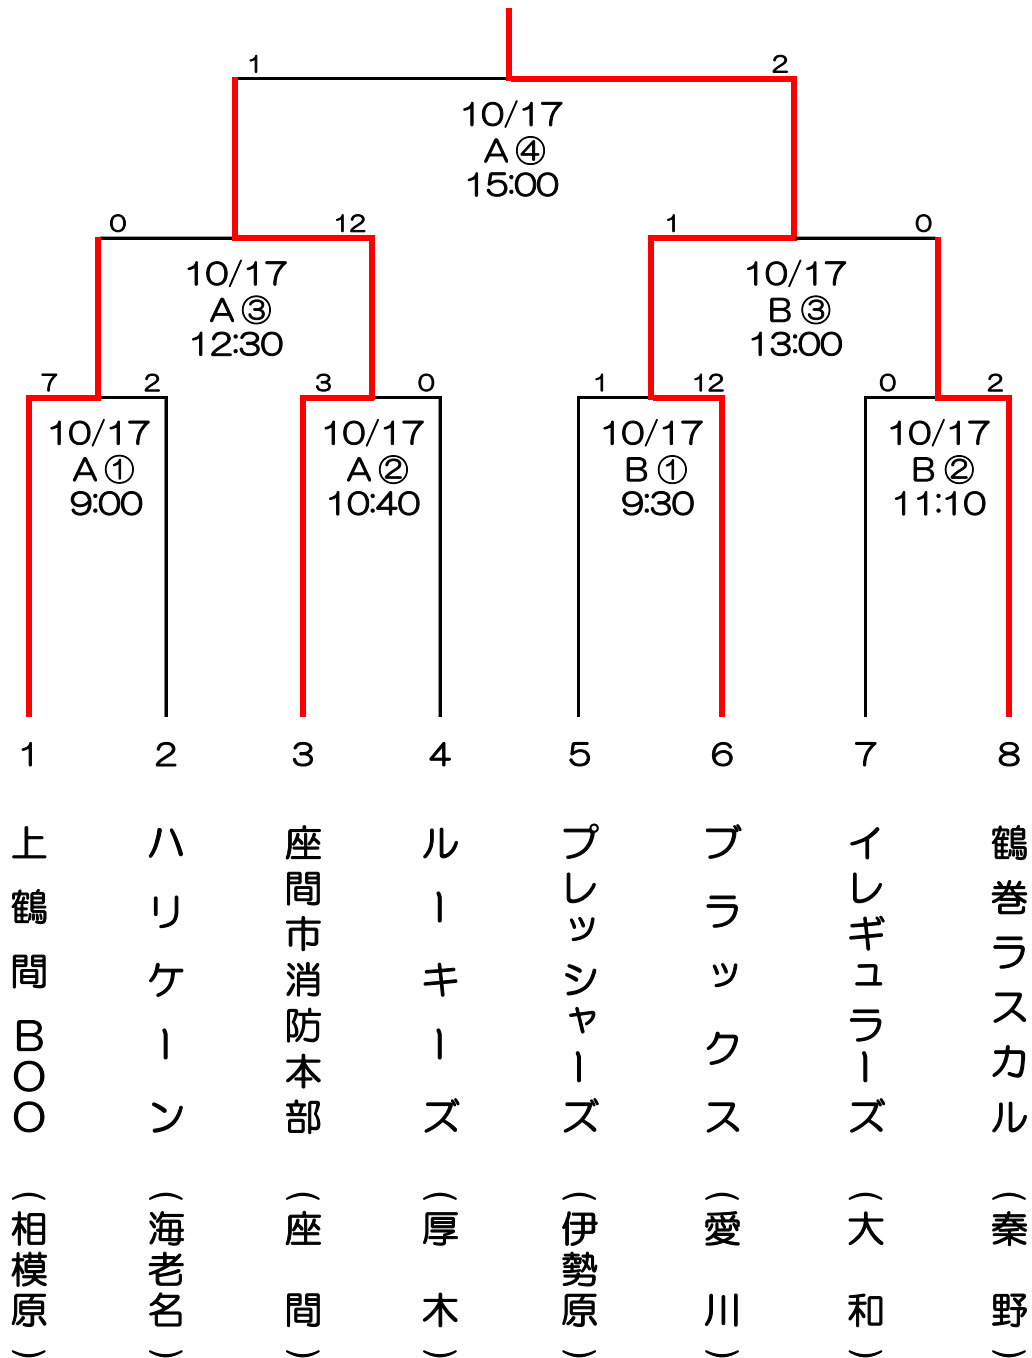 1
2
10/17
A④
15:00
0
12
1
0
10/17
A③
12:30
10/17
B③
13:00
7
2
3
0
1
12
0
2
10/17
A①
9:00
10/17
A②
10:40
10/17
B①
9:30
10/17
B②
11:10
1
2
3
4
5
6
7
8
上鶴間BOO(相模原)
ハリケーン(海老名)
座間市消防本部(座間)
ルーキーズ(厚木)
プレッシャーズ(伊勢原)
ブラックス(愛川)
イレギュラーズ(大和)
鶴巻ラスカル(秦野)